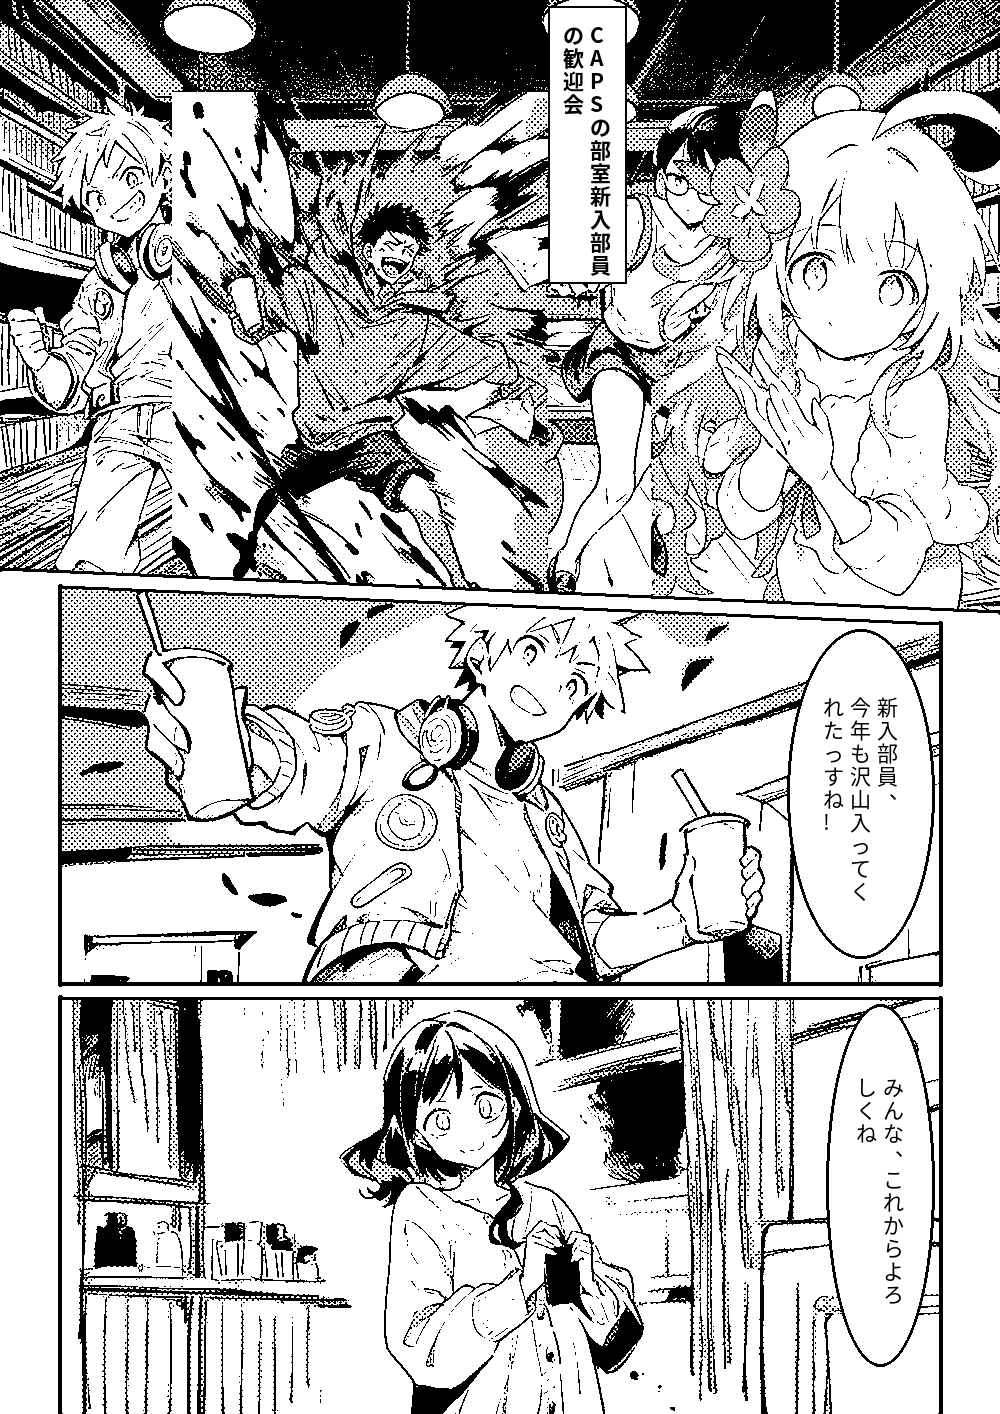 CAPSの部室新入部員
の歓迎会
新入部員、
今年も沢山入ってく
れたっすね！
みんな、これからよろ
しくね